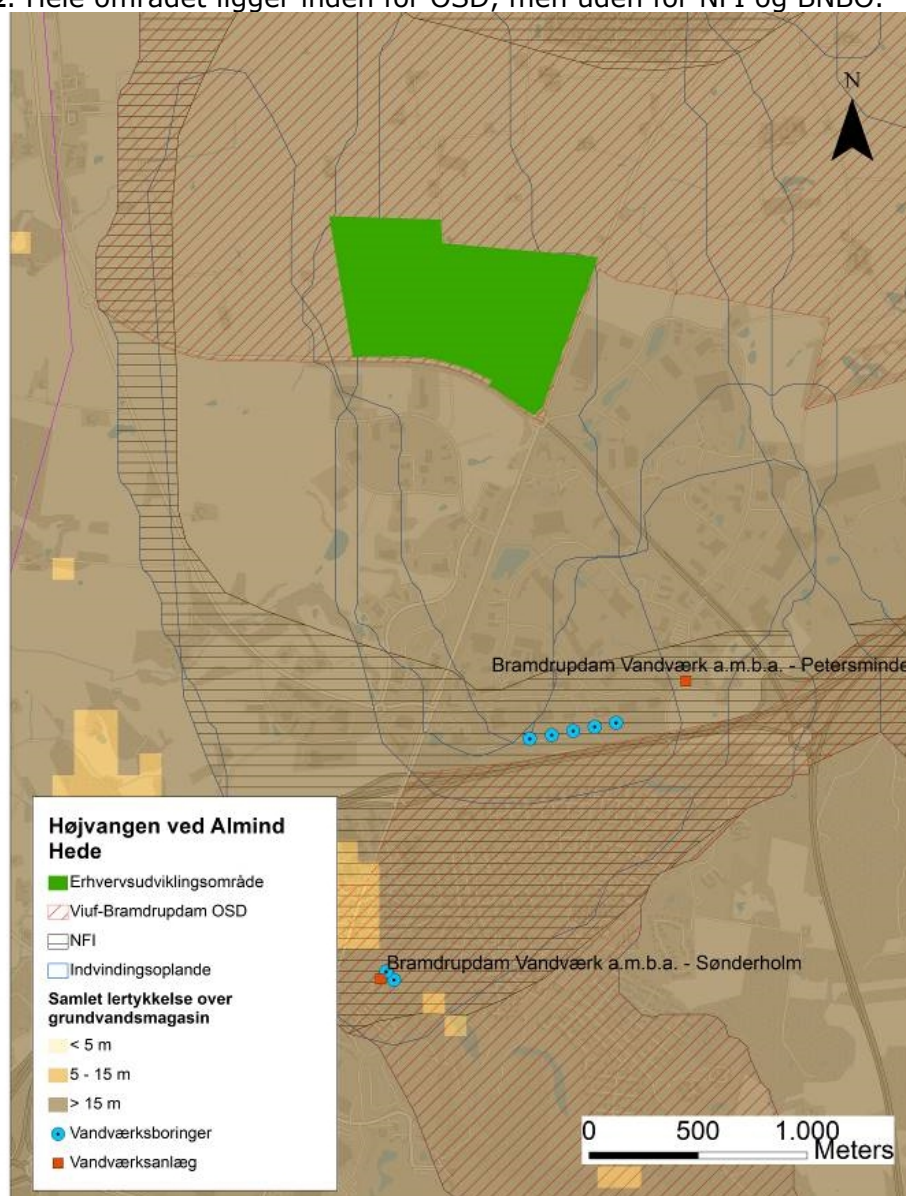 Hele området ligger inden for OSD, men uden for NFI og BNBO.
N
Bramdrupdam Vandværk a.m.b.a. - Petersminde
Bramdrupdam Vandværk a.m.b.a. - Sønderholm
Højvangen ved Almind
Hede
Erhvervsudviklingsområde
Viuf-Bramdrupdam OSD
NFI
Indvindingsoplande
Samlet lertykkelse over
grundvandsmagasin
< 5 m
5 - 15 m
> 15 m
Vandværksboringer
Vandværksanlæg
0 500 1.000
Meters